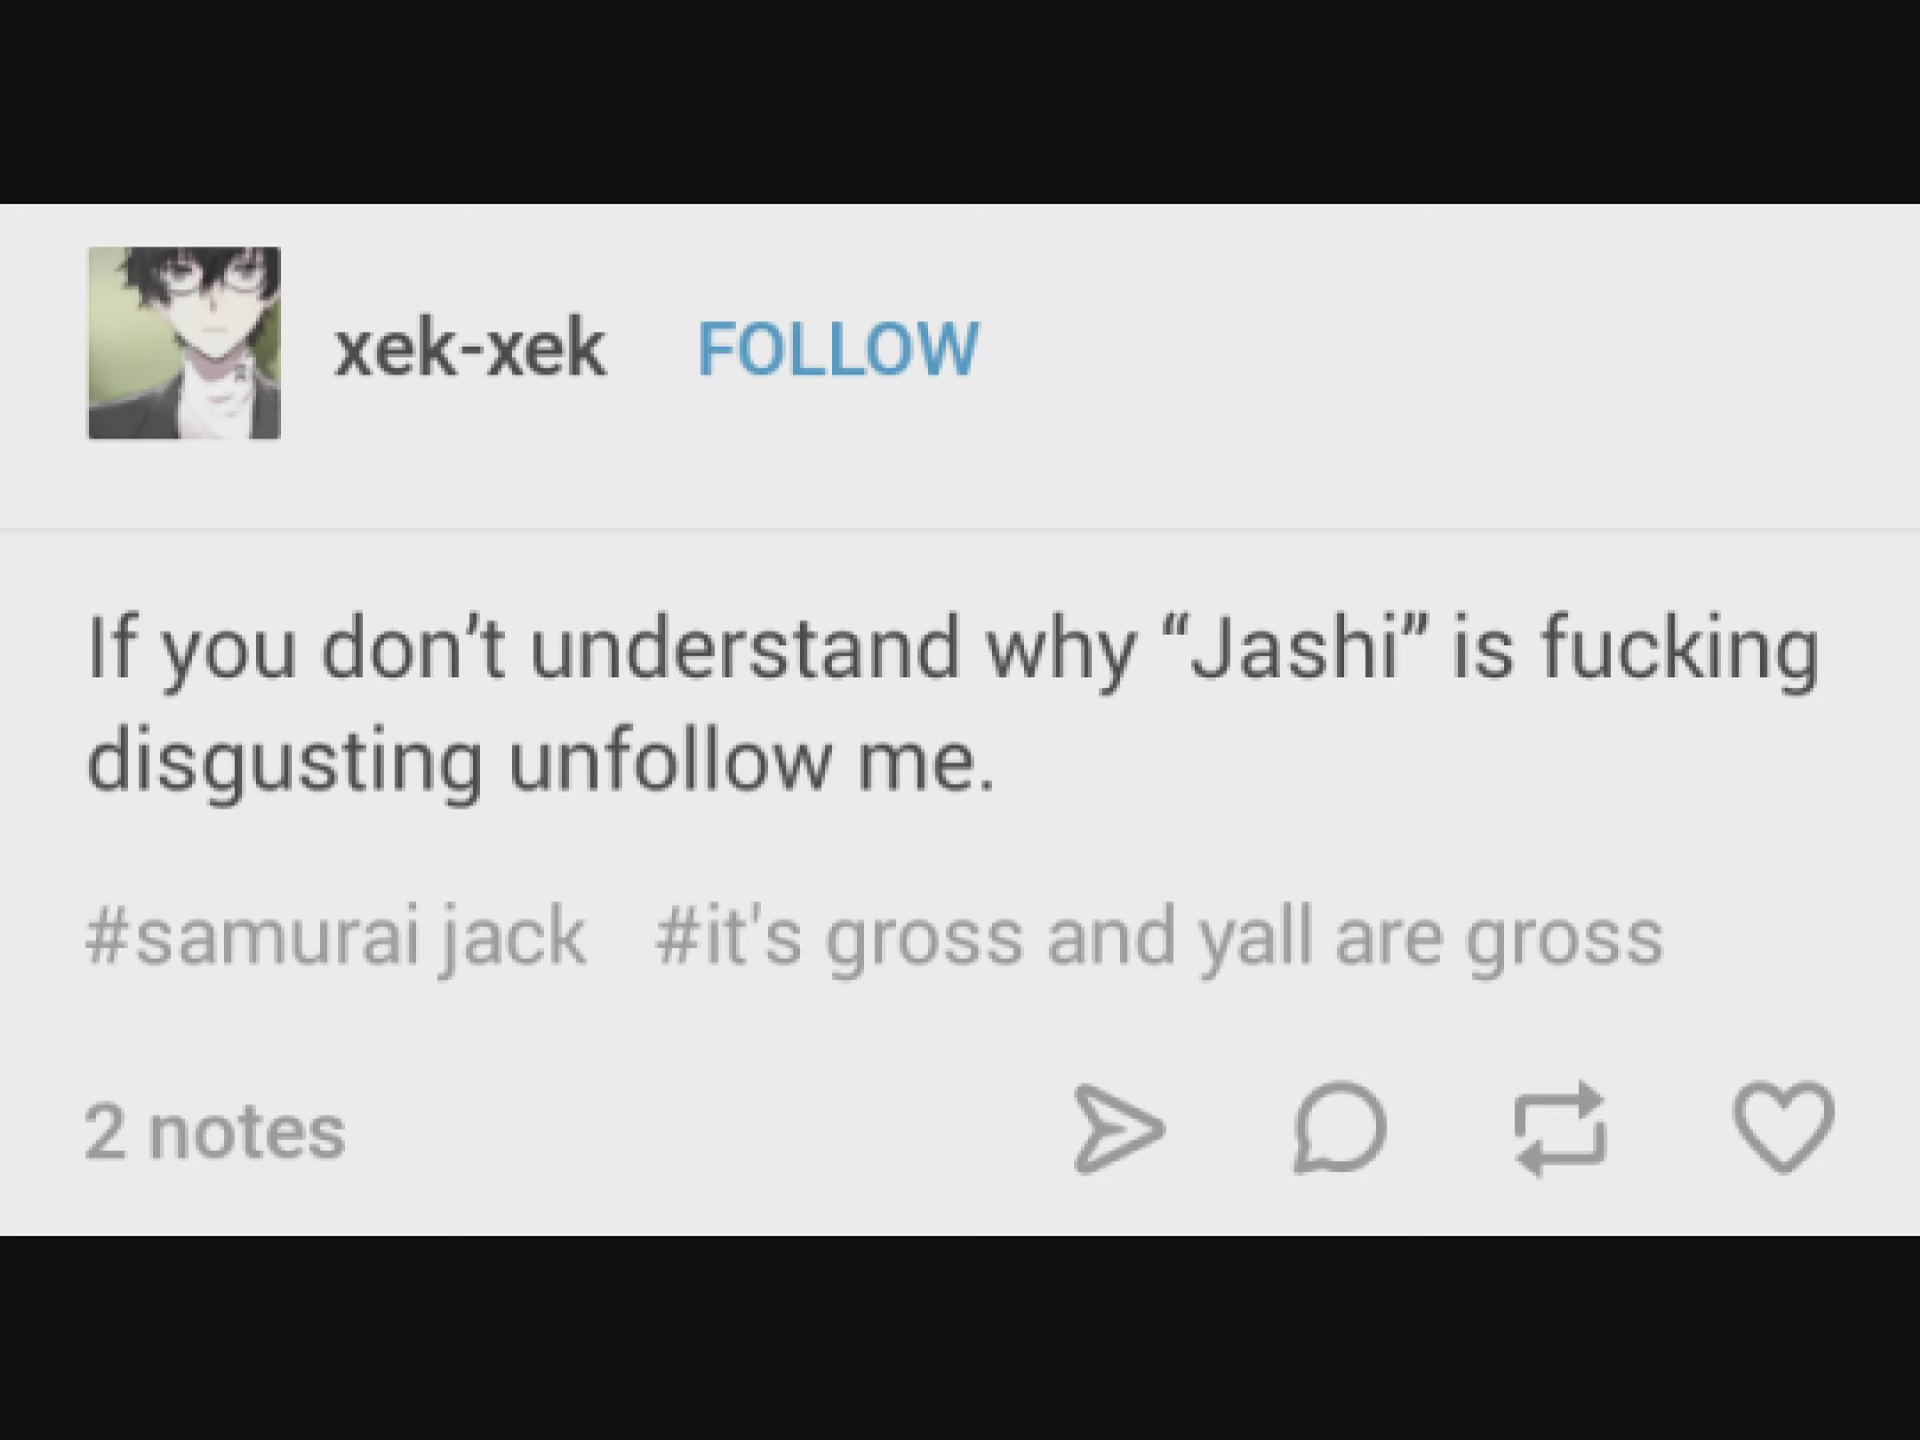 xek-xek FOLLOW
If you don’t understand why “Jashi” is fucking
disgusting unfollow me.
#samurai jack #it's gross and yall are gross
2 notes